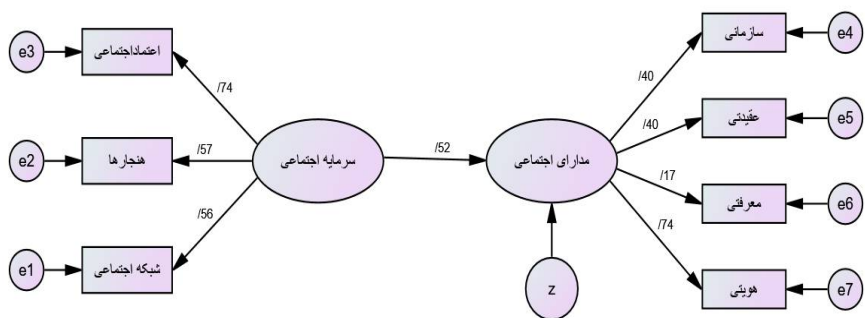 e3
اعتماداجتماعی
/74
e2
هنجارها
/57
e1
شبکه اجتماعی
/56
سرمایه اجتماعی
/52
مدارای اجتماعی
z
/40
سازمانی
e4
/40
عقیدتی
e5
/17
معرفتی
e6
/74
هویتی
e7